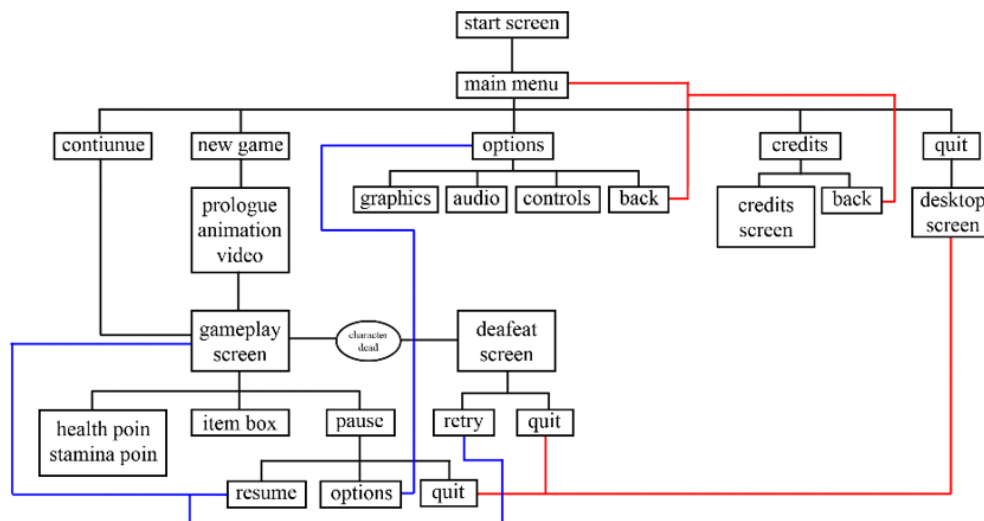 start screen
main menu
contiunue
new game
options
credits
quit
graphics
audio
controls
back
credits
screen
back
desktop
screen
prologue
animation
video
gameplay
screen
character
dead
deafeat
screen
health poin
stamina poin
item box
pause
retry
quit
resume
options
quit